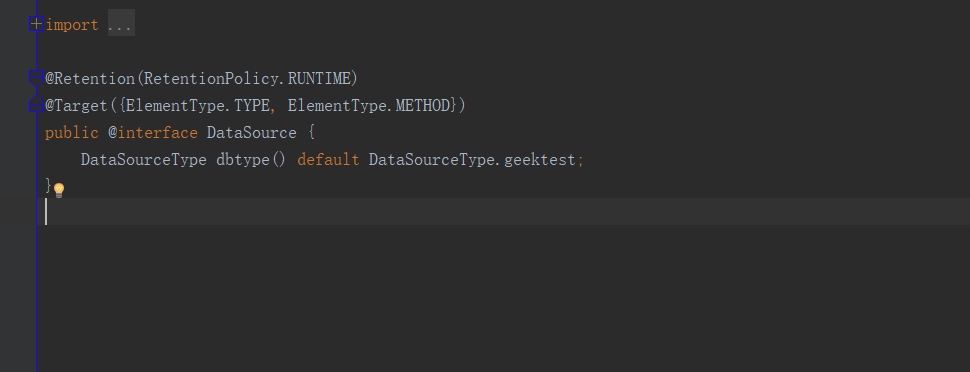 import ...
@Retention(RetentionPolicy.RUNTIME)
@Target({ElementType.TYPE, ElementType.METHOD})
public @interface DataSource {
    DataSourceType dbtype() default DataSourceType.geektest;
}